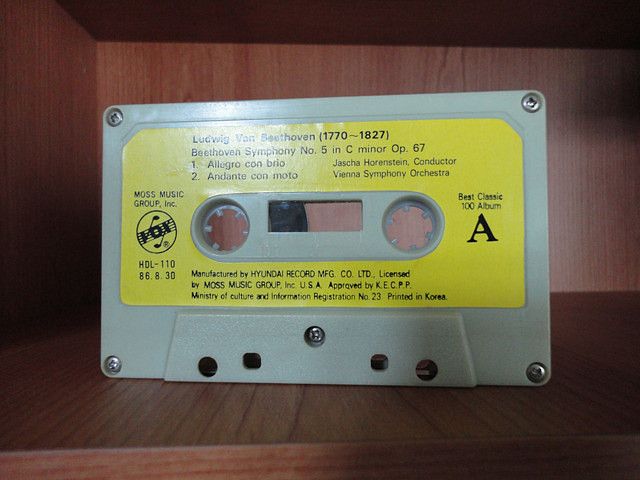 Ludwig Van Beethoven (1770~1827)
Beethoven Symphony No. 5 in C minor Op. 67
1. Allegro con brio Jascha Horenstein, Conductor
2. Andante con moto Vienna Symphony Orchestra
MOSS MUSIC
GROUP, Inc.
HDL-110
86.8.30
Best Classic
100 Album
A
Manufactured by HYUNDAI RECORD MFG. CO. LTD., Licensed
by MOSS MUSIC GROUP, Inc. U.S.A. Approved by K.E.C.P.P.
Ministry of culture and Information Registration No. 23 Printed in Korea.